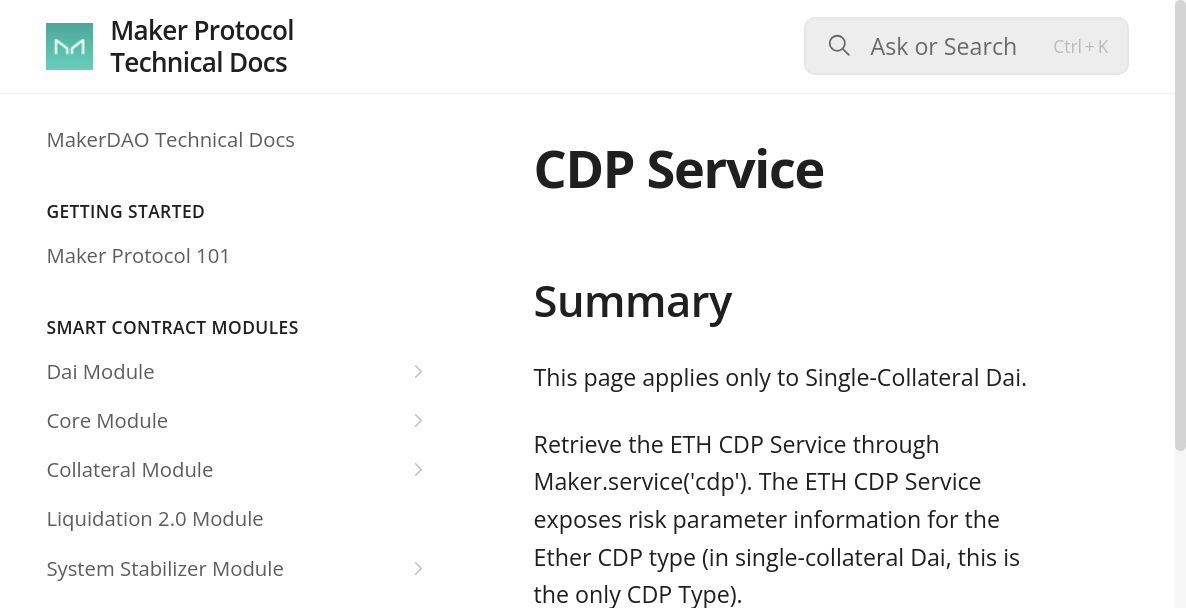 Maker Protocol
Technical Docs
Ask or Search
Ctrl + K
MakerDAO Technical Docs
GETTING STARTED
Maker Protocol 101
SMART CONTRACT MODULES
Dai Module
Core Module
Collateral Module
Liquidation 2.0 Module
System Stabilizer Module
CDP Service
Summary
This page applies only to Single-Collateral Dai.
Retrieve the ETH CDP Service through
Maker.service('cdp'). The ETH CDP Service
exposes risk parameter information for the
Ether CDP type (in single-collateral Dai, this is
the only CDP Type).